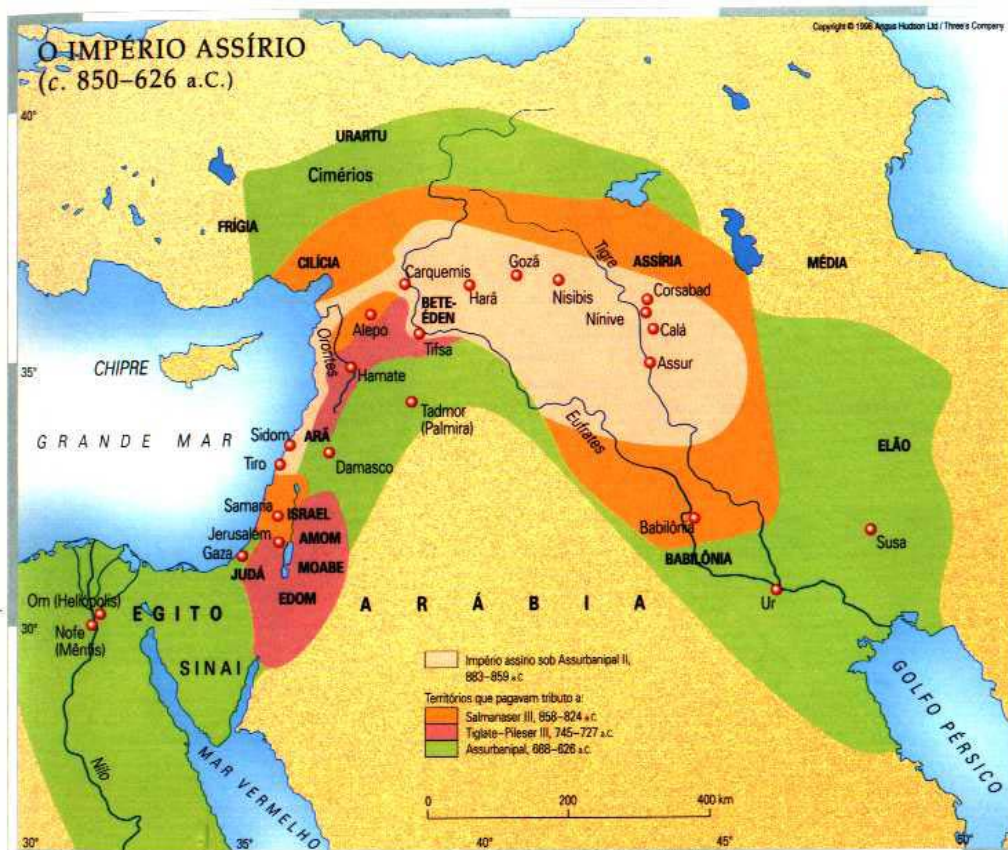 Copyright © 1996 Angus Hudson Ltd / Three's Company
O IMPÉRIO ASSÍRIO
(c. 850–626 a.C.)
40°
URARTU
Cimérios
FRÍGIA
CILÍCIA
Tigre
ASSÍRIA
MÉDIA
Carquemis
Gozã
Harã
Nisibis
Corsabad
BETE-
ÉDEN
Nínive
Calá
Alepo
Orontes
Tifsa
Assur
35°
CHIPRE
Hamate
Tadmor
(Palmira)
Eufrates
GRANDE MAR
Sidom
ARÃ
ELÃO
Tiro
Damasco
Samaria
ISRAEL
Babilônia
Susa
Jerusalém
AMOM
Gaza
JUDÁ
MOABE
BABILÔNIA
EDOM
Ur
Om (Heliópolis)
EGITO
ARÁBIA
30°
Nofe
(Mênfis)
SINAI
Império assírio sob Assurbanipal II,
883–859 a.C.
Territórios que pagavam tributo a:
Salmanaser III, 858–824 a.C.
Tiglate-Pileser III, 745–727 a.C.
Assurbanipal, 668–626 a.C.
GOLFO PÉRSICO
Nilo
MAR VERMELHO
0 200 400 km
30° 35° 40° 45° 50°